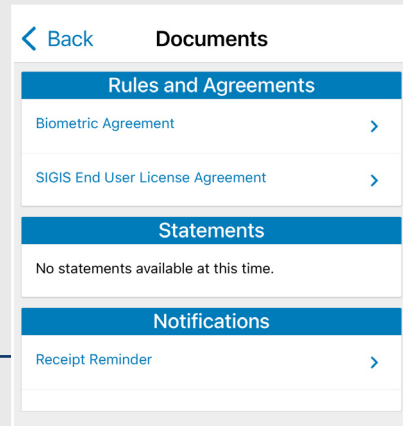 Back Documents
Rules and Agreements
Biometric Agreement
SIGIS End User License Agreement
Statements
No statements available at this time.
Notifications
Receipt Reminder